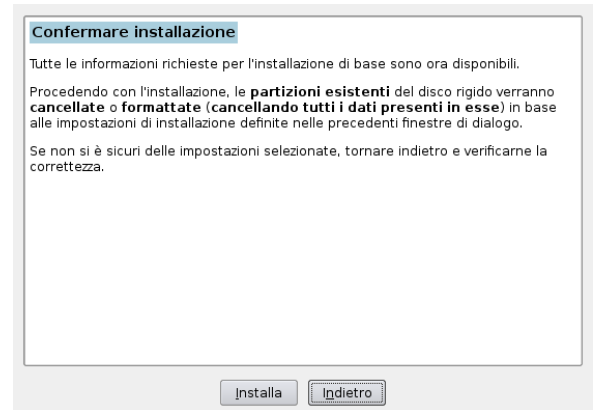 Confermare installazione
Tutte le informazioni richieste per l'installazione di base sono ora disponibili.
Procedendo con l'installazione, le partizioni esistenti del disco rigido verranno
cancellate o formattate (cancellando tutti i dati presenti in esse) in base
alle impostazioni di installazione definite nelle precedenti finestre di dialogo.
Se non si è sicuri delle impostazioni selezionate, tornare indietro e verificarne la
correttezza.
Installa Indietro